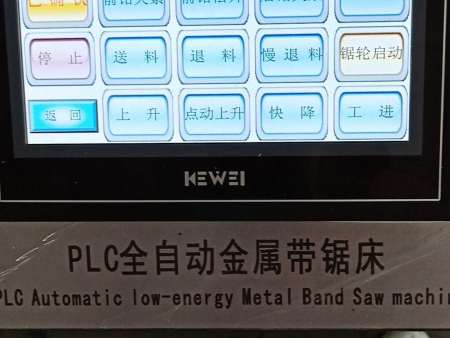 停 止 送 料 退 料 慢 退 料 锯轮启动
返 回 上 升 点动上升 快 降 工 进
KEWEI
PLC全自动金属带锯床
PLC Automatic low-energy Metal Band Saw machin